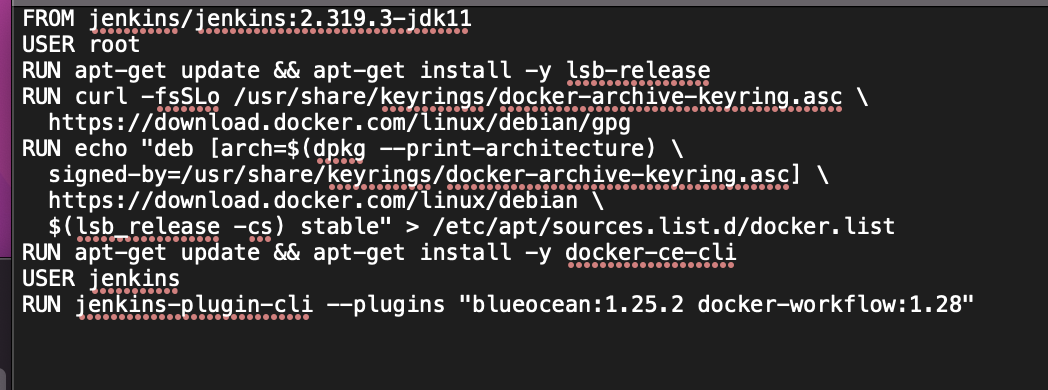 FROM jenkins/jenkins:2.319.3-jdk11
USER root
RUN apt-get update && apt-get install -y lsb-release
RUN curl -fsSLo /usr/share/keyrings/docker-archive-keyring.asc \
  https://download.docker.com/linux/debian/gpg
RUN echo "deb [arch=$(dpkg --print-architecture) \
  signed-by=/usr/share/keyrings/docker-archive-keyring.asc] \
  https://download.docker.com/linux/debian \
  $(lsb_release -cs) stable" > /etc/apt/sources.list.d/docker.list
RUN apt-get update && apt-get install -y docker-ce-cli
USER jenkins
RUN jenkins-plugin-cli --plugins "blueocean:1.25.2 docker-workflow:1.28"